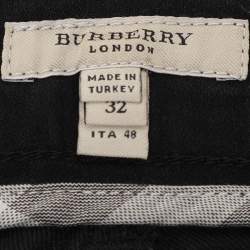 BURBERRY
LONDON
MADE IN
TURKEY
32
ITA 48